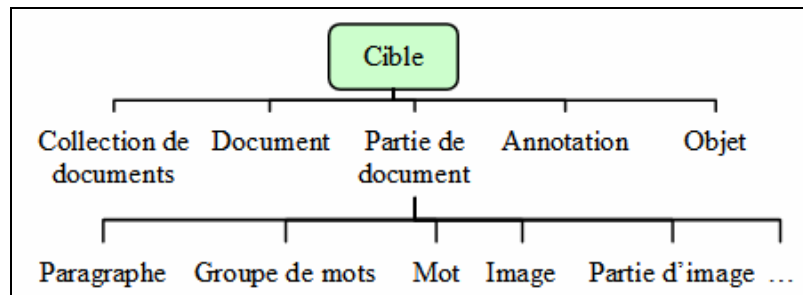 Cible
Collection de documents
Document
Partie de document
Annotation
Objet
Paragraphe
Groupe de mots
Mot
Image
Partie d’image
…